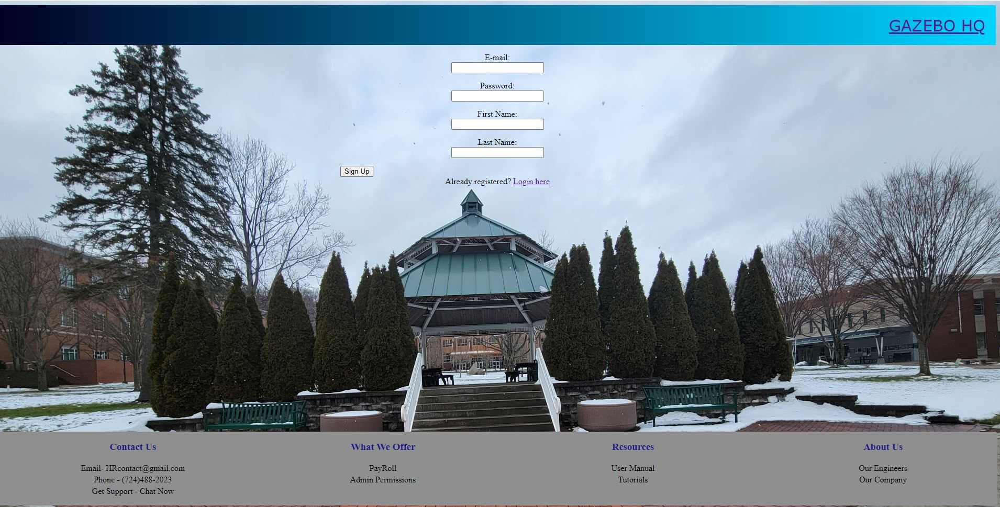 GAZEBO HQ
E-mail:
Password:
First Name:
Last Name:
Sign Up
Already registered? Login here
Contact Us
Email- HRcontact@gmail.com
Phone - (724)488-2023
Get Support - Chat Now
What We Offer
PayRoll
Admin Permissions
Resources
User Manual
Tutorials
About Us
Our Engineers
Our Company